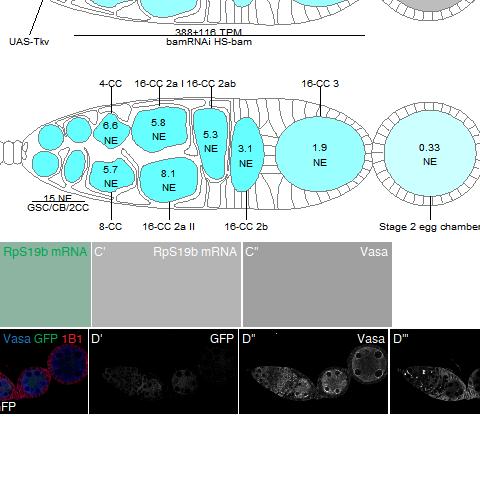 388±116 TPM
UAS-Tkv
bamRNAi HS-bam
4-CC 16-CC 2a I 16-CC 2ab 16-CC 3
6.6 NE
5.8 NE
5.3 NE
3.1 NE
1.9 NE
0.33 NE
5.7 NE
8.1 NE
15 NE
GSC/CB/2CC
8-CC 16-CC 2a II 16-CC 2b Stage 2 egg chamber
RpS19b mRNA C' RpS19b mRNA C" Vasa
Vasa GFP 1B1 D' GFP D" Vasa D'"
FP